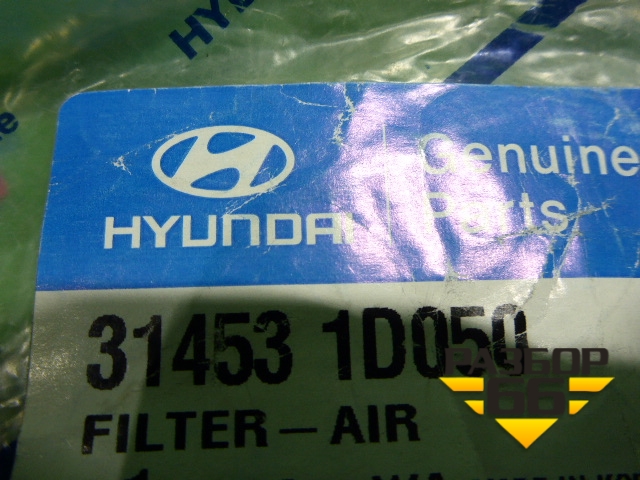 HYUNDAI
Genuine
Parts
31453 1D050
FILTER-AIR
РАЗБОР
66